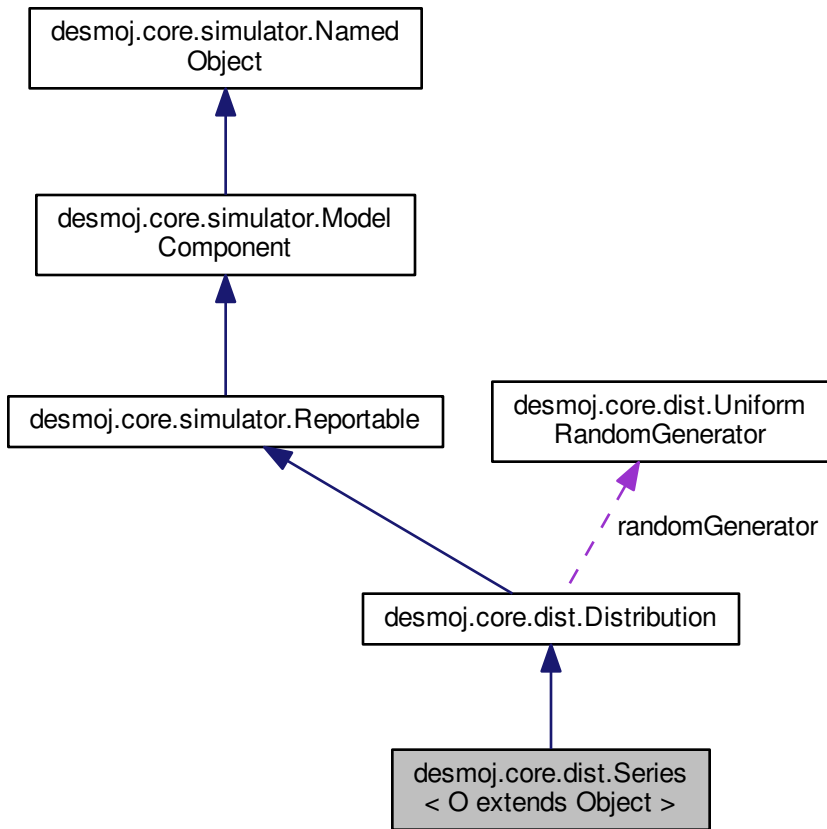 desmoj.core.simulator.Named
Object
desmoj.core.simulator.Model
Component
desmoj.core.simulator.Reportable
desmoj.core.dist.Uniform
RandomGenerator
randomGenerator
desmoj.core.dist.Distribution
desmoj.core.dist.Series
< O extends Object >